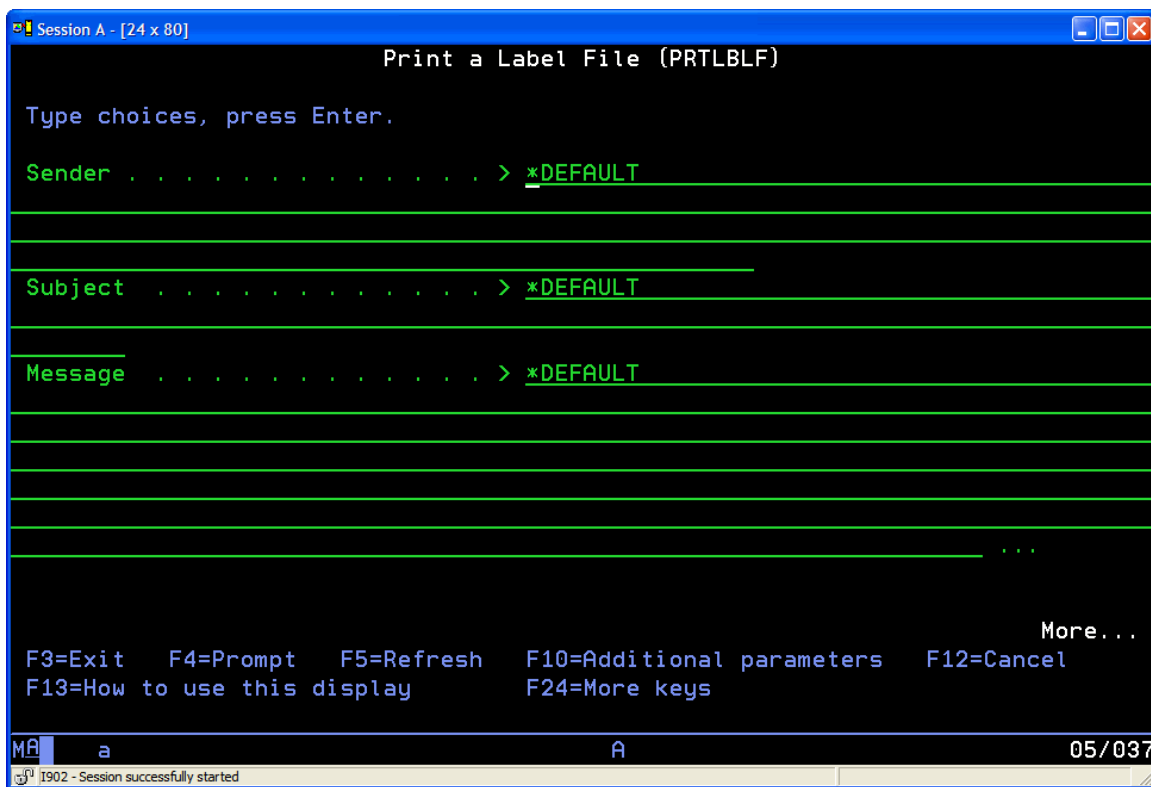 Session A - [24 x 80]
Print a Label File (PRTLBLF)
Type choices, press Enter.
Sender . . . . . . . . . . . . . . > *DEFAULT
Subject  . . . . . . . . . . . . . > *DEFAULT
Message  . . . . . . . . . . . . . > *DEFAULT
...
More...
F3=Exit   F4=Prompt   F5=Refresh   F10=Additional parameters   F12=Cancel
F13=How to use this display        F24=More keys
MA    a    A    05/037
I902 - Session successfully started